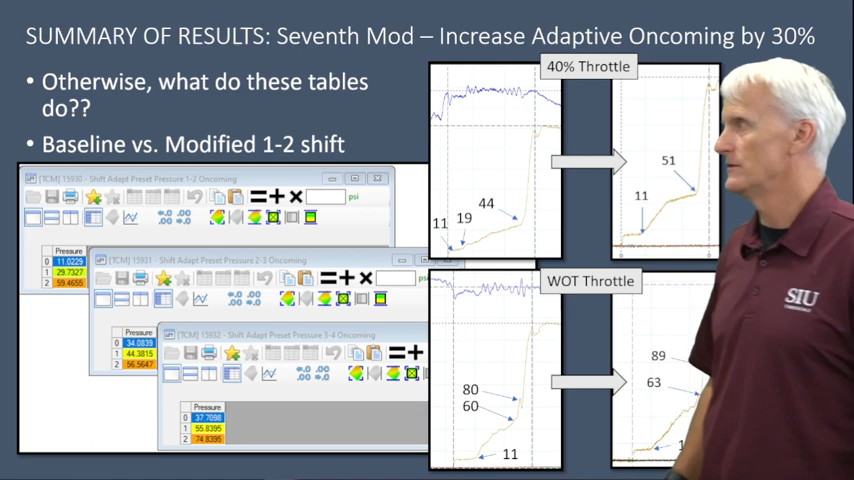 SUMMARY OF RESULTS: Seventh Mod – Increase Adaptive Oncoming by 30%
• Otherwise, what do these tables
do??
• Baseline vs. Modified 1-2 shift
[TCM] 15930 - Shift Adapt Preset Pressure 1-2 Oncoming
psi
Pressure
0 11.0229
1 29.7327
2 59.4655
[TCM] 15931 - Shift Adapt Preset Pressure 2-3 Oncoming
Pressure
0 34.0839
1 44.3815
2 56.5647
[TCM] 15932 - Shift Adapt Preset Pressure 3-4 Oncoming
Pressure
0 37.7098
1 55.8395
2 74.8395
40% Throttle
11
19
44
11
51
WOT Throttle
80
60
11
89
63
SIU